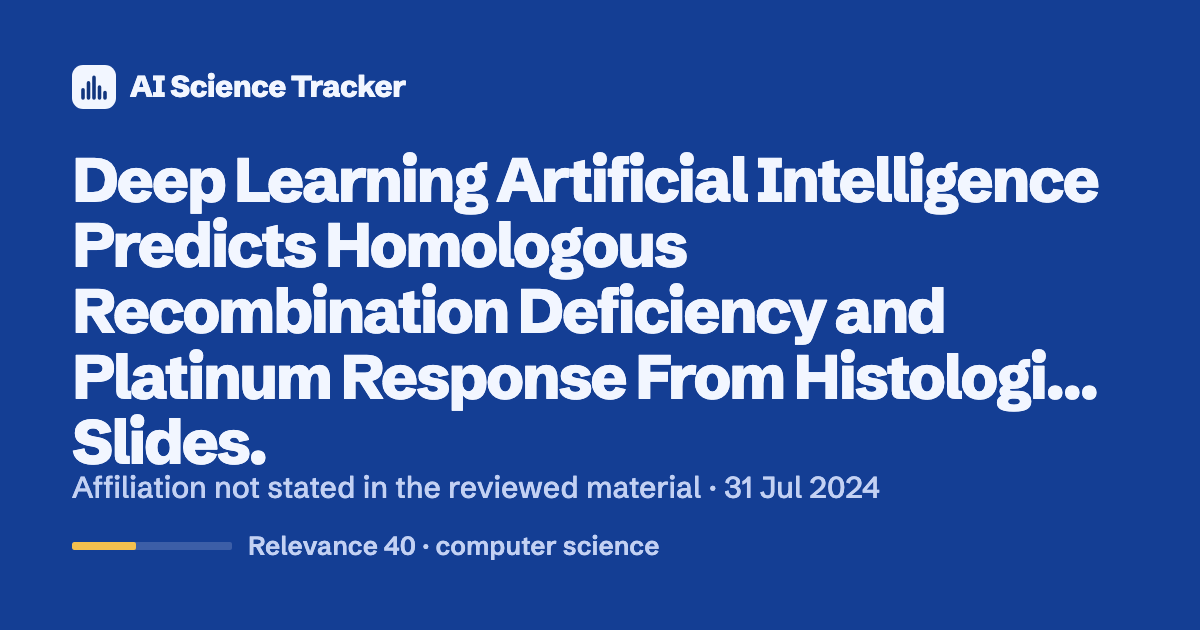 AI Science Tracker
Deep Learning Artificial Intelligence
Predicts Homologous
Recombination Deficiency and
Platinum Response From Histologi...
Slides.
Affiliation not stated in the reviewed material · 31 Jul 2024
Relevance 40 · computer science